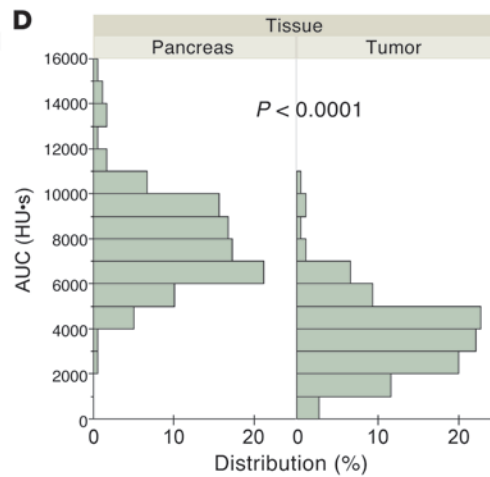 D
Tissue
Pancreas Tumor
P < 0.0001
AUC (HU•s)
16000
14000
12000
10000
8000
6000
4000
2000
0
0 10 20 0 10 20
Distribution (%)